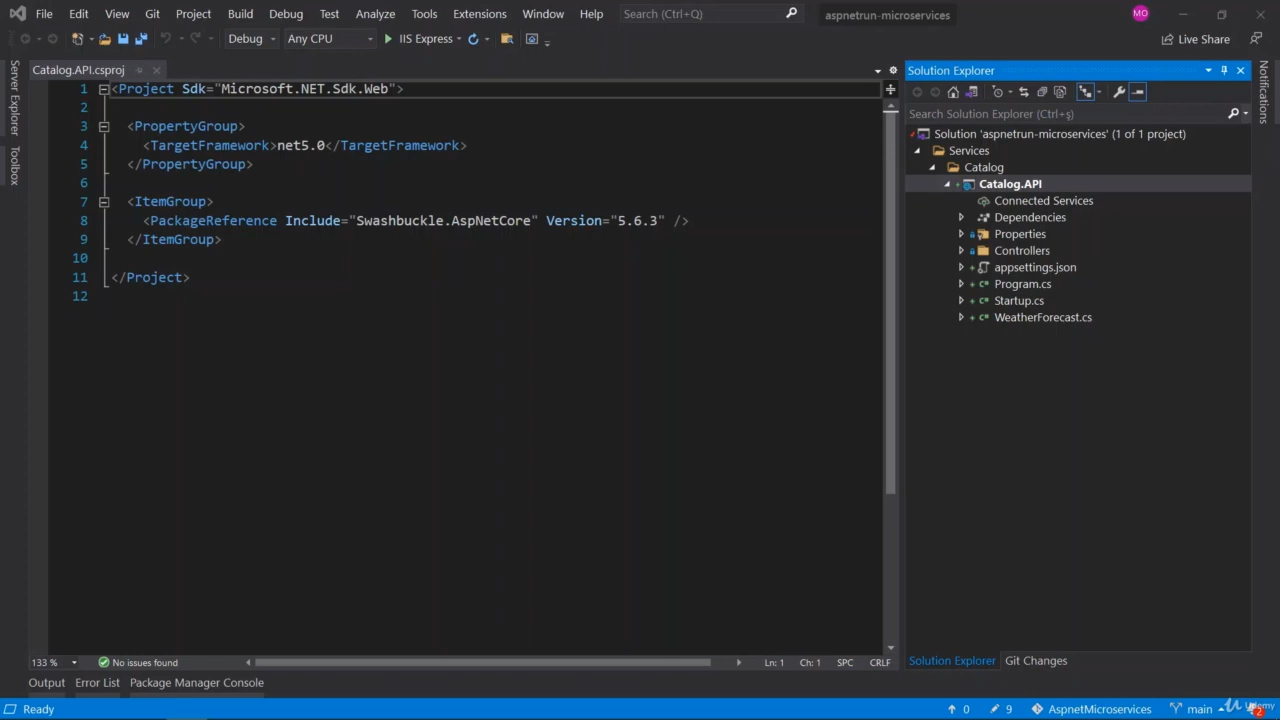 File Edit View Git Project Build Debug Test Analyze Tools Extensions Window Help Search (Ctrl+Q) aspnetrun-microservices MO
Debug Any CPU IIS Express Live Share
Server Explorer
Toolbox
Catalog.API.csproj
1 <Project Sdk="Microsoft.NET.Sdk.Web">
2
3 <PropertyGroup>
4 <TargetFramework>net5.0</TargetFramework>
5 </PropertyGroup>
6
7 <ItemGroup>
8 <PackageReference Include="Swashbuckle.AspNetCore" Version="5.6.3" />
9 </ItemGroup>
10
11 </Project>
12
133 % No issues found Ln: 1 Ch: 1 SPC CRLF
Solution Explorer
Search Solution Explorer (Ctrl+ş)
Solution 'aspnetrun-microservices' (1 of 1 project)
Services
Catalog
Catalog.API
Connected Services
Dependencies
Properties
Controllers
appsettings.json
Program.cs
Startup.cs
WeatherForecast.cs
Solution Explorer Git Changes
Notifications
Output Error List Package Manager Console
Ready 0 9 AspnetMicroservices main 2
Udemy